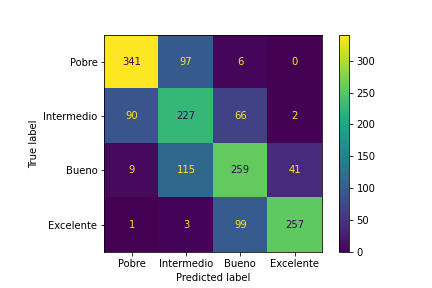 Pobre 341 97 6 0
Intermedio 90 227 66 2
Bueno 9 115 259 41
Excelente 1 3 99 257
Pobre Intermedio Bueno Excelente
Predicted label
True label
300
250
200
150
100
50
0